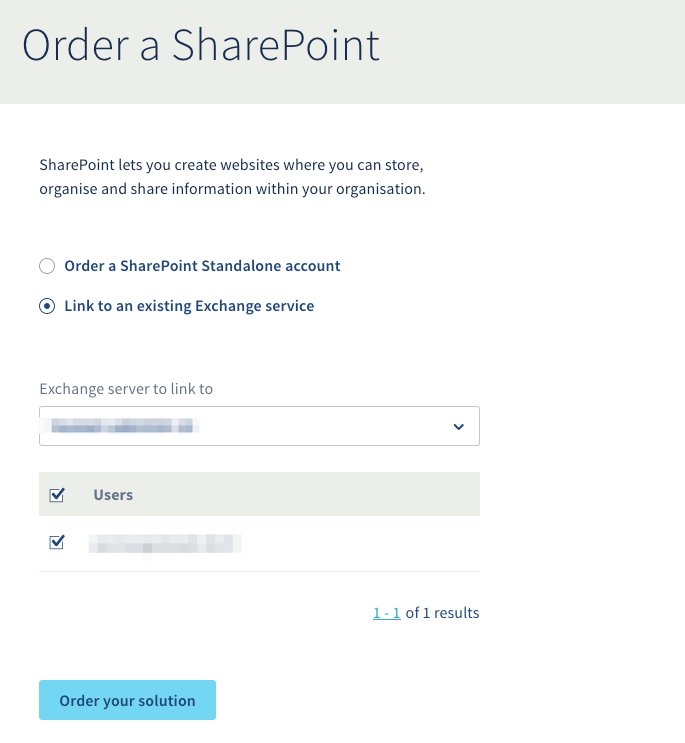 Order a SharePoint
SharePoint lets you create websites where you can store,
organise and share information within your organisation.
Order a SharePoint Standalone account
Link to an existing Exchange service
Exchange server to link to
Users
1 - 1 of 1 results
Order your solution